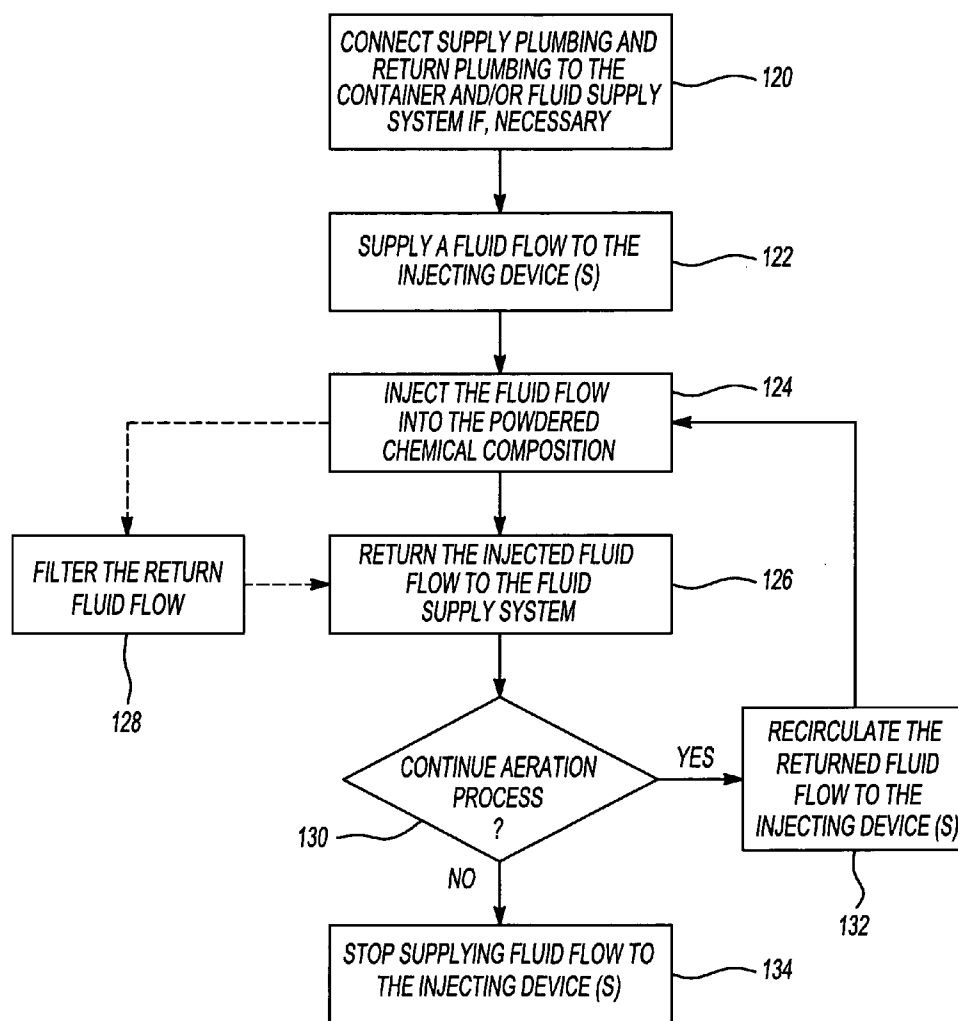 CONNECT SUPPLY PLUMBING AND
RETURN PLUMBING TO THE
CONTAINER AND/OR FLUID SUPPLY
SYSTEM IF, NECESSARY
120
SUPPLY A FLUID FLOW TO THE
INJECTING DEVICE (S)
122
INJECT THE FLUID FLOW
INTO THE POWDERED
CHEMICAL COMPOSITION
124
FILTER THE RETURN
FLUID FLOW
128
RETURN THE INJECTED FLUID
FLOW TO THE FLUID
SUPPLY SYSTEM
126
CONTINUE AERATION
PROCESS
?
130
YES
RECIRCULATE THE
RETURNED FLUID
FLOW TO THE
INJECTING DEVICE (S)
132
NO
STOP SUPPLYING FLUID FLOW TO
THE INJECTING DEVICE (S)
134